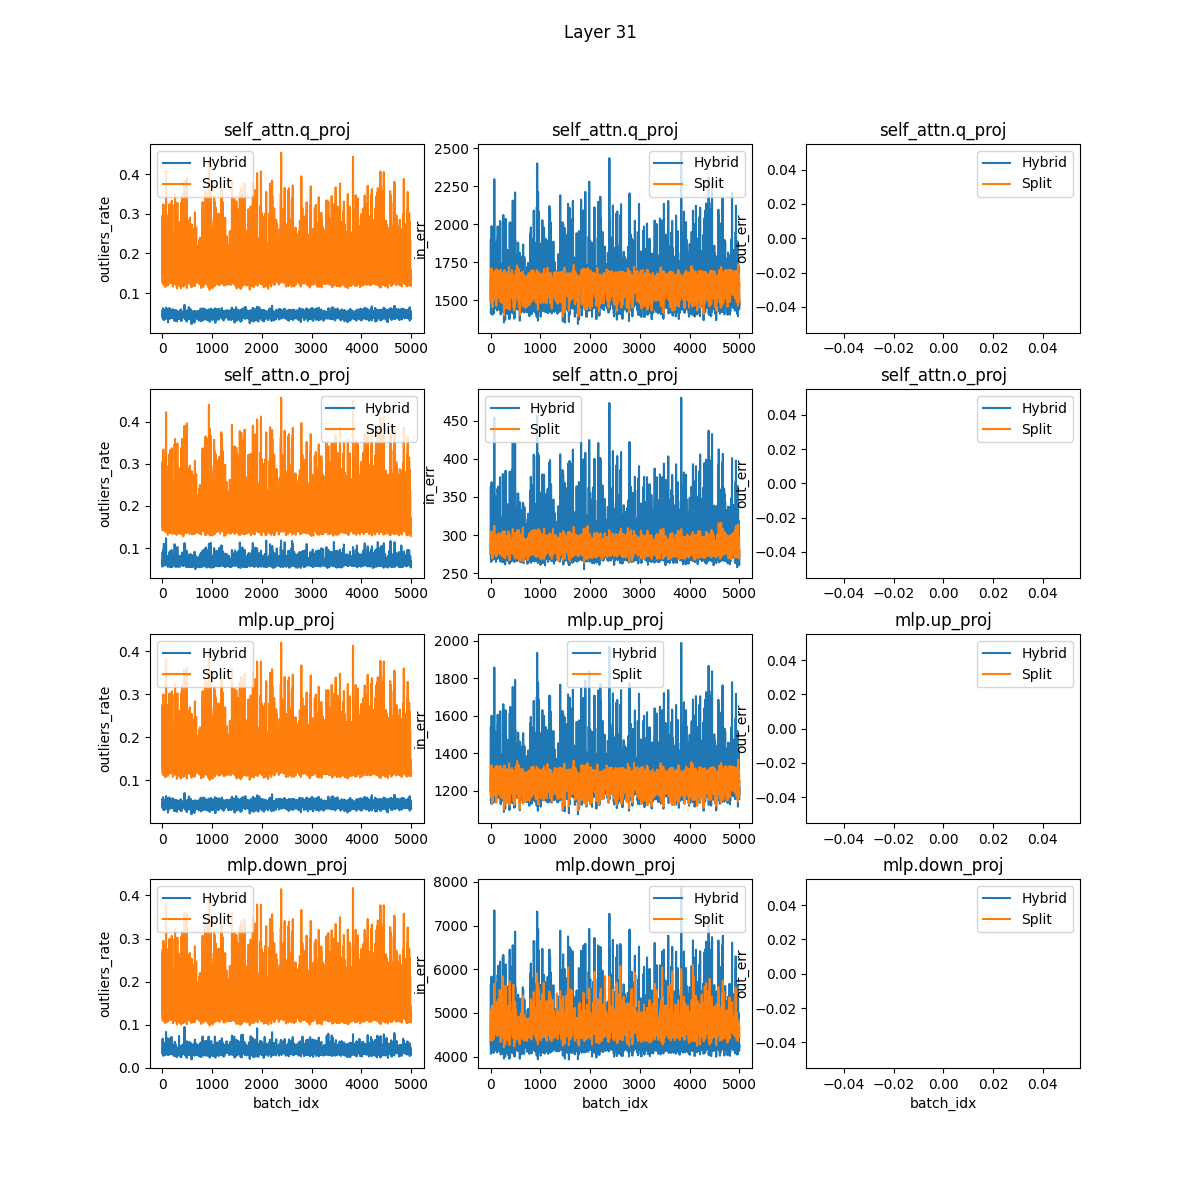 Layer 31
self_attn.q_proj
outliers_rate
0.4
0.3
0.2
0.1
Hybrid
Split
0 1000 2000 3000 4000 5000
self_attn.q_proj
in_err
2500
2250
2000
1750
1500
Hybrid
Split
0 1000 2000 3000 4000 5000
self_attn.q_proj
out_err
0.04
0.02
0.00
−0.02
−0.04
Hybrid
Split
−0.04 −0.02 0.00 0.02 0.04
self_attn.o_proj
outliers_rate
0.4
0.3
0.2
0.1
Hybrid
Split
0 1000 2000 3000 4000 5000
self_attn.o_proj
in_err
450
400
350
300
250
Hybrid
Split
0 1000 2000 3000 4000 5000
self_attn.o_proj
out_err
0.04
0.02
0.00
−0.02
−0.04
Hybrid
Split
−0.04 −0.02 0.00 0.02 0.04
mlp.up_proj
outliers_rate
0.4
0.3
0.2
0.1
Hybrid
Split
0 1000 2000 3000 4000 5000
mlp.up_proj
in_err
2000
1800
1600
1400
1200
Hybrid
Split
0 1000 2000 3000 4000 5000
mlp.up_proj
out_err
0.04
0.02
0.00
−0.02
−0.04
Hybrid
Split
−0.04 −0.02 0.00 0.02 0.04
mlp.down_proj
outliers_rate
0.4
0.3
0.2
0.1
0.0
Hybrid
Split
0 1000 2000 3000 4000 5000
batch_idx
mlp.down_proj
in_err
8000
7000
6000
5000
4000
Hybrid
Split
0 1000 2000 3000 4000 5000
batch_idx
mlp.down_proj
out_err
0.04
0.02
0.00
−0.02
−0.04
Hybrid
Split
−0.04 −0.02 0.00 0.02 0.04
batch_idx